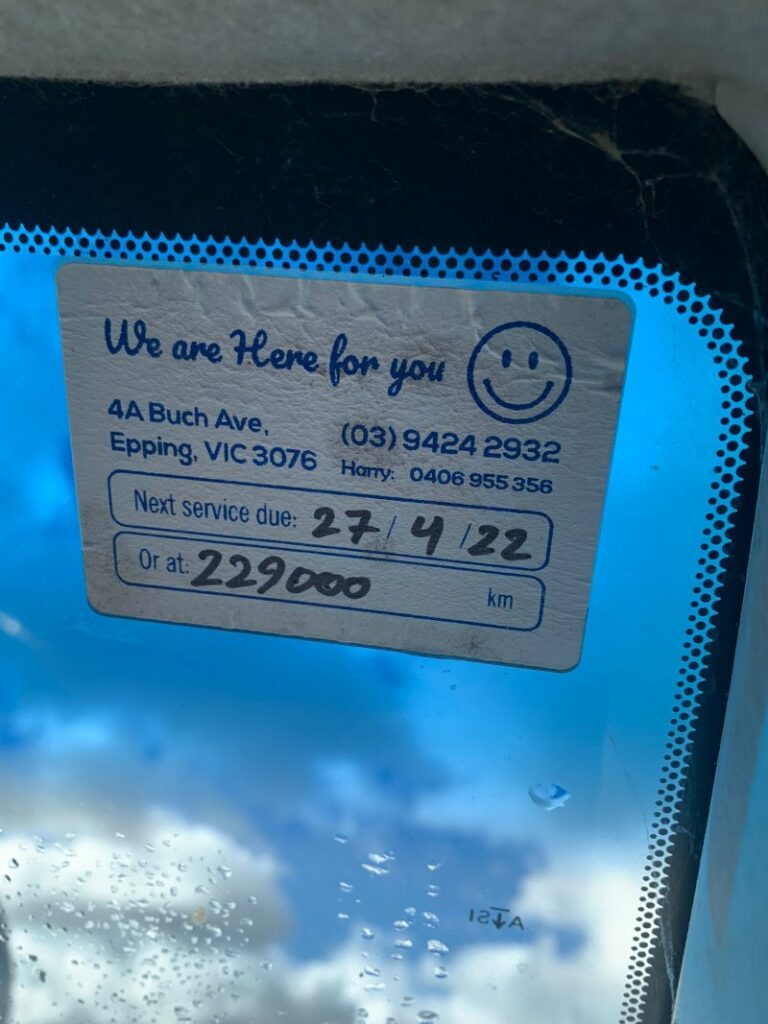 We are Here for you
4A Buch Ave,
Epping, VIC 3076
(03) 9424 2932
Harry: 0406 955 356
Next service due: 27 / 4 / 22
Or at: 229000 km
AS1